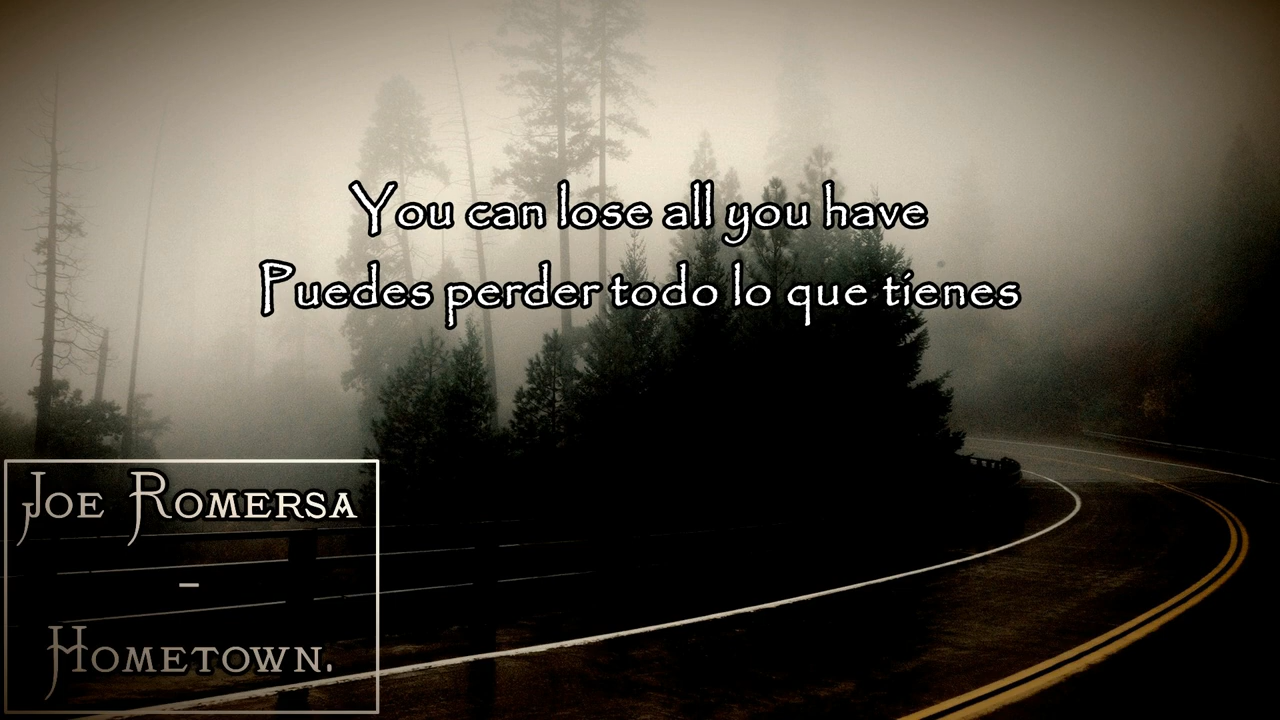 You can lose all you have
Puedes perder todo lo que tienes
Joe Romersa
-
Hometown.